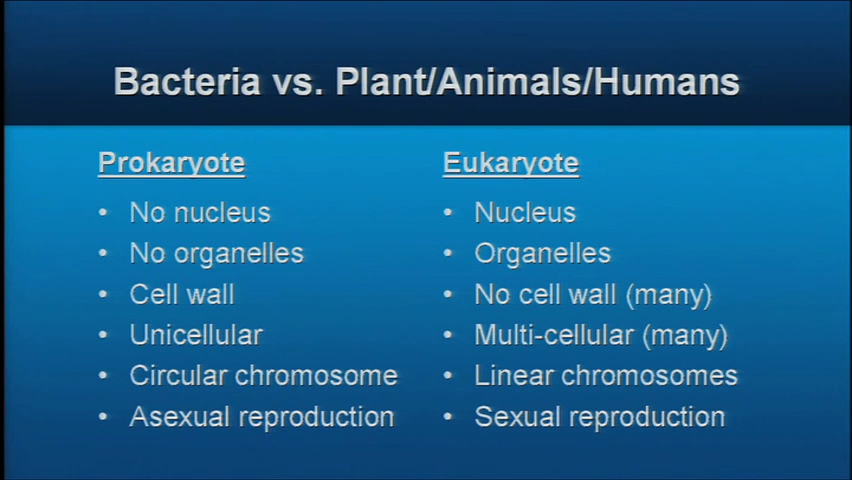 Bacteria vs. Plant/Animals/Humans
Prokaryote
• No nucleus
• No organelles
• Cell wall
• Unicellular
• Circular chromosome
• Asexual reproduction
Eukaryote
• Nucleus
• Organelles
• No cell wall (many)
• Multi-cellular (many)
• Linear chromosomes
• Sexual reproduction